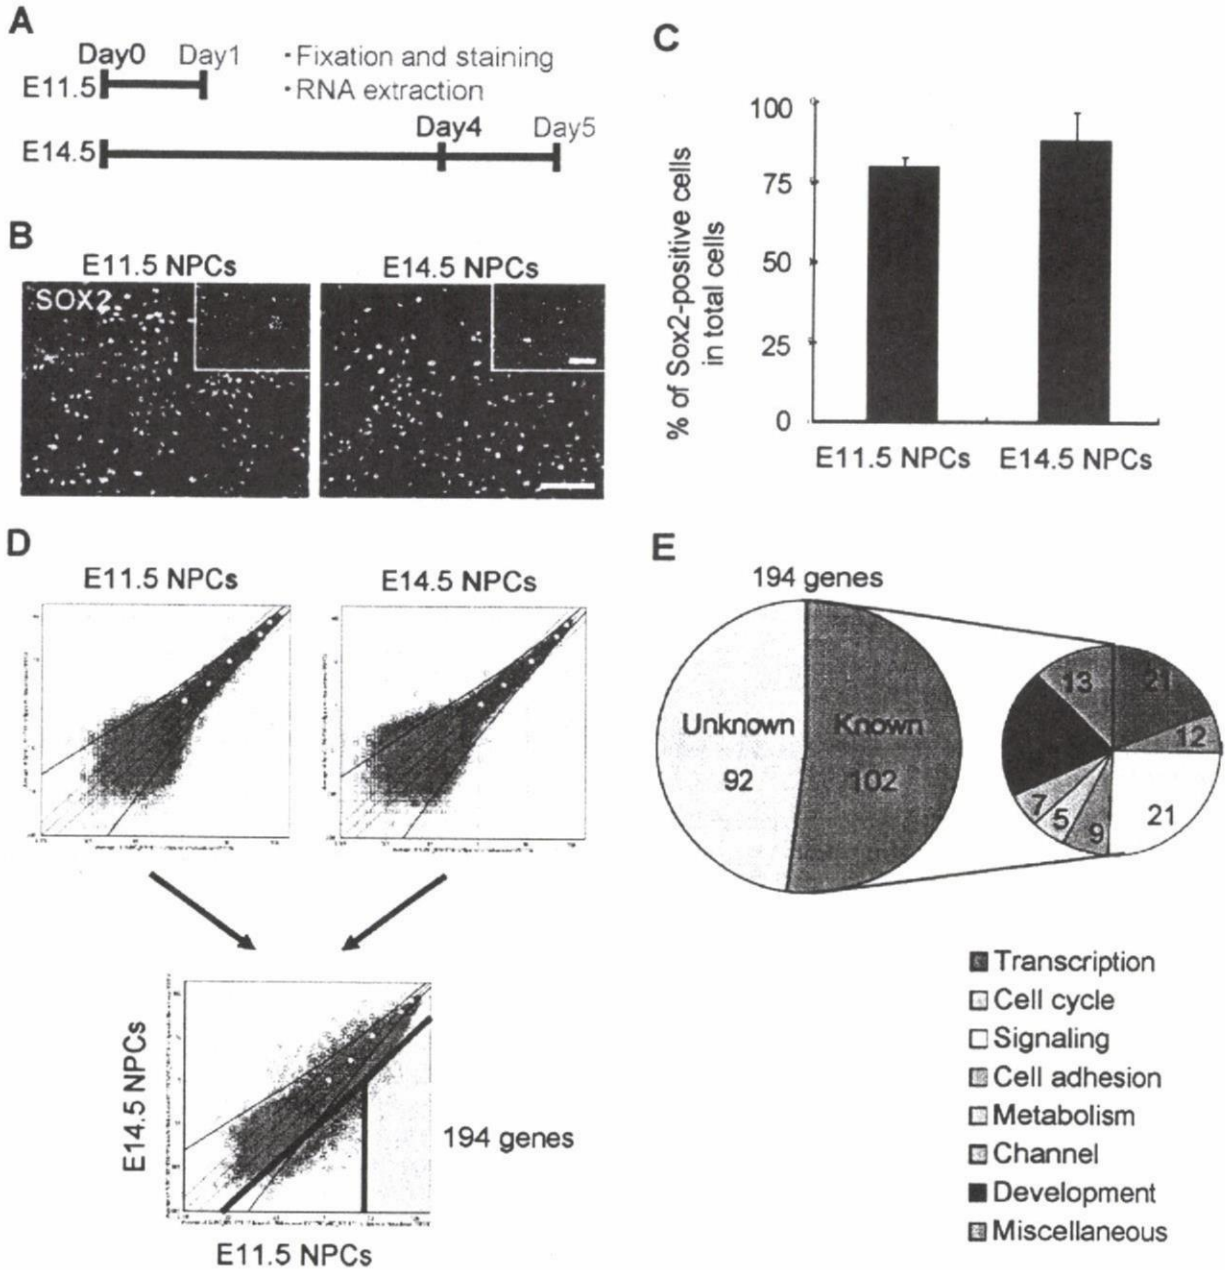 A
Day0 Day1
E11.5
・Fixation and staining
・RNA extraction
Day4 Day5
E14.5
B
E11.5 NPCs
E14.5 NPCs
SOX2
C
% of Sox2-positive cells
in total cells
100
75
50
25
0
E11.5 NPCs
E14.5 NPCs
D
E11.5 NPCs
E14.5 NPCs
E14.5 NPCs
194 genes
E11.5 NPCs
E
194 genes
Unknown
92
Known
102
13
21
12
21
9
5
7
Transcription
Cell cycle
Signaling
Cell adhesion
Metabolism
Channel
Development
Miscellaneous